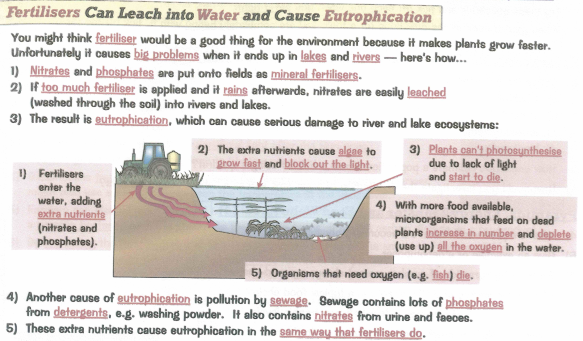 Fertilisers Can Leach into Water and Cause Eutrophication
You might think fertiliser would be a good thing for the environment because it makes plants grow faster.
Unfortunately it causes big problems when it ends up in lakes and rivers — here's how...
1) Nitrates and phosphates are put onto fields as mineral fertilisers.
2) If too much fertiliser is applied and it rains afterwards, nitrates are easily leached
(washed through the soil) into rivers and lakes.
3) The result is eutrophication, which can cause serious damage to river and lake ecosystems:
1) Fertilisers
enter the
water, adding
extra nutrients
(nitrates and
phosphates).
2) The extra nutrients cause algae to
grow fast and block out the light.
3) Plants can't photosynthesise
due to lack of light
and start to die.
4) With more food available,
microorganisms that feed on dead
plants increase in number and deplete
(use up) all the oxygen in the water.
5) Organisms that need oxygen (e.g. fish) die.
4) Another cause of eutrophication is pollution by sewage. Sewage contains lots of phosphates
from detergents, e.g. washing powder. It also contains nitrates from urine and faeces.
5) These extra nutrients cause eutrophication in the same way that fertilisers do.